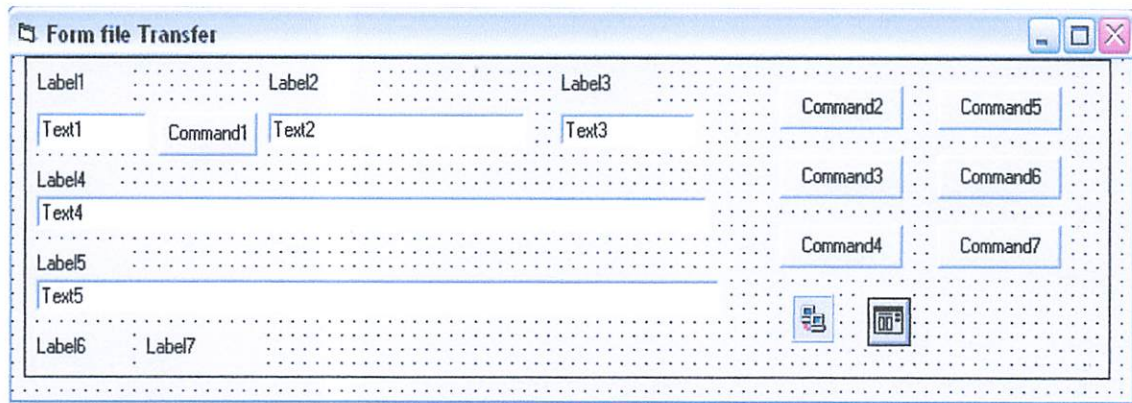 Form file Transfer
Label1 Label2 Label3
Command2 Command5
Text1 Command1 Text2 Text3
Label4
Command3 Command6
Text4
Command4 Command7
Label5
Text5
Label6 Label7